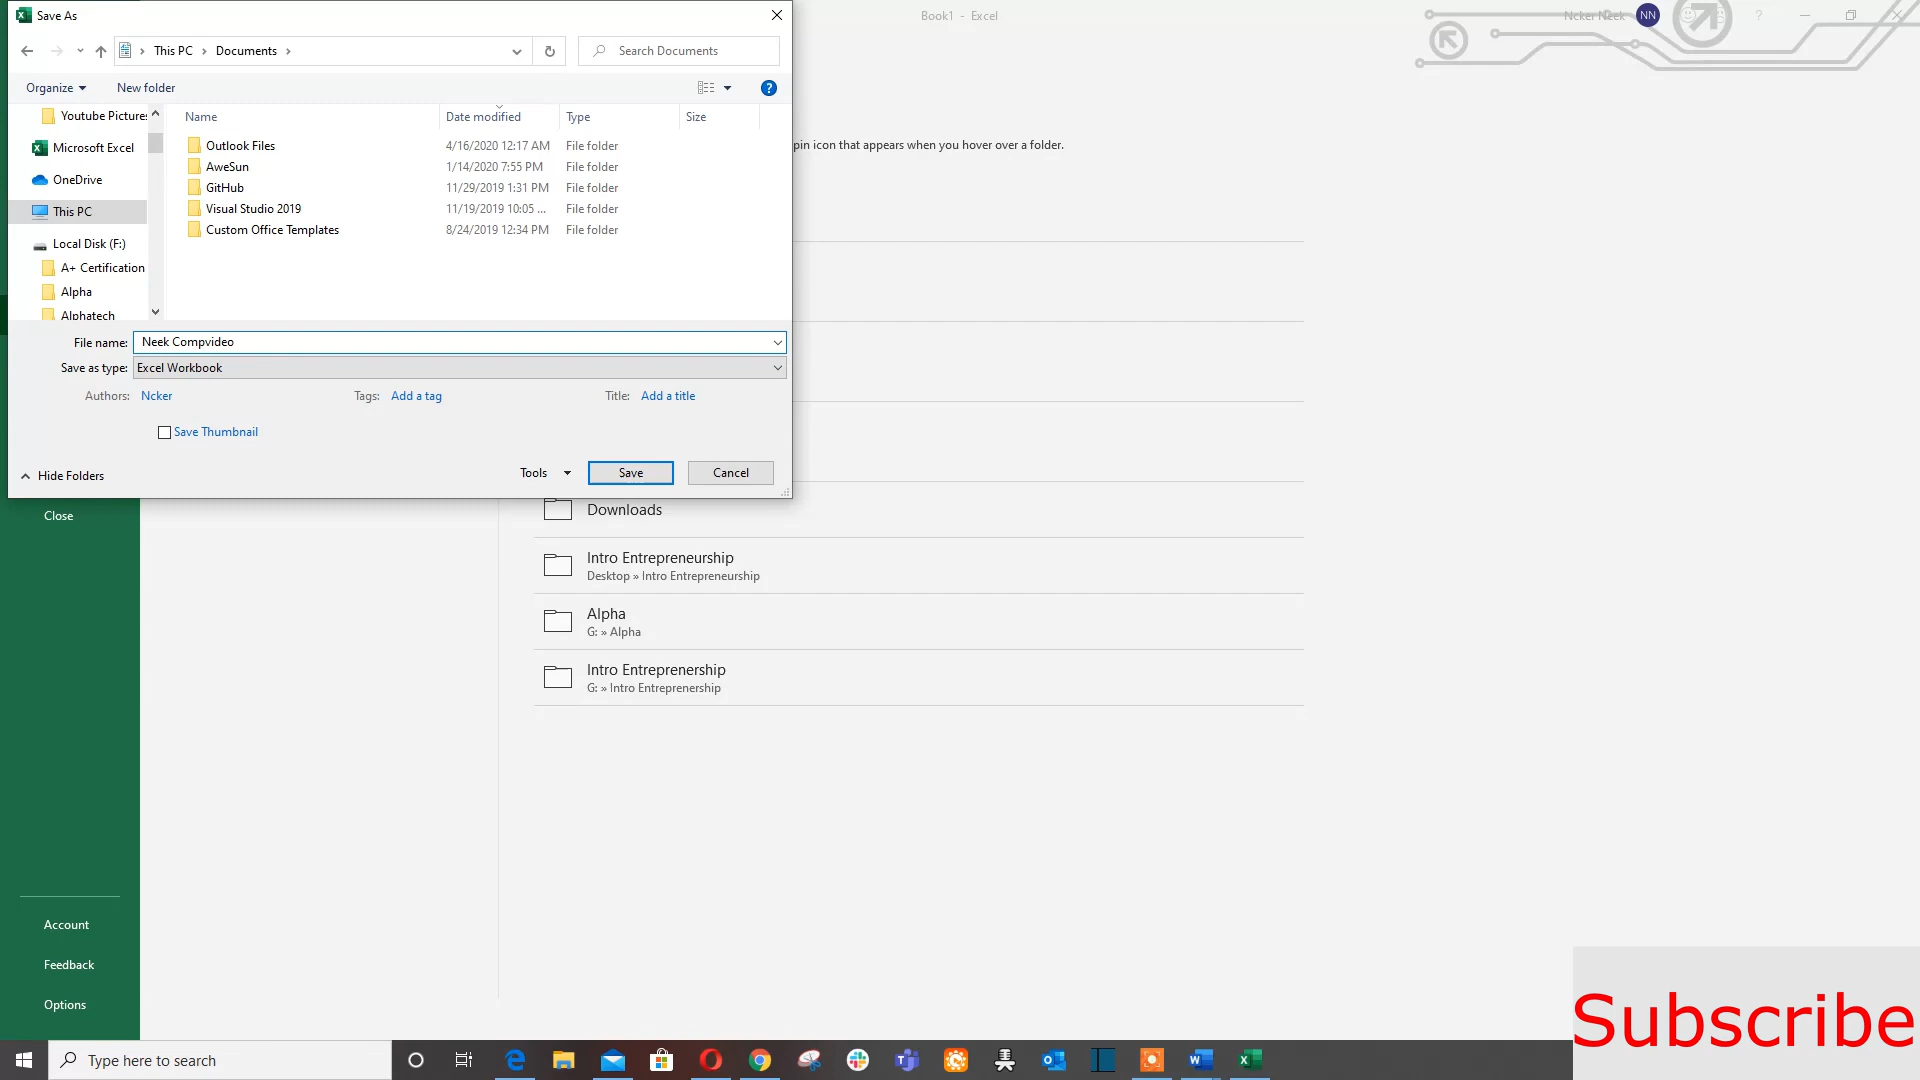 Save As
Book1 - Excel
Ncker Neek
NN
This PC
Documents
Search Documents
Organize
New folder
Youtube Pictures
Microsoft Excel
OneDrive
This PC
Local Disk (F:)
A+ Certification
Alpha
Alphatech
Name Date modified Type Size
Outlook Files 4/16/2020 12:17 AM File folder
AweSun 1/14/2020 7:55 PM File folder
GitHub 11/29/2019 1:31 PM File folder
Visual Studio 2019 11/19/2019 10:05 ... File folder
Custom Office Templates 8/24/2019 12:34 PM File folder
pin icon that appears when you hover over a folder.
File name: Neek Compvideo
Save as type: Excel Workbook
Authors: Ncker Tags: Add a tag Title: Add a title
Save Thumbnail
Hide Folders
Tools
Save
Cancel
Close
Downloads
Intro Entrepreneurship
Desktop » Intro Entrepreneurship
Alpha
G: » Alpha
Intro Entreprenership
G: » Intro Entreprenership
Account
Feedback
Options
Subscribe
Type here to search